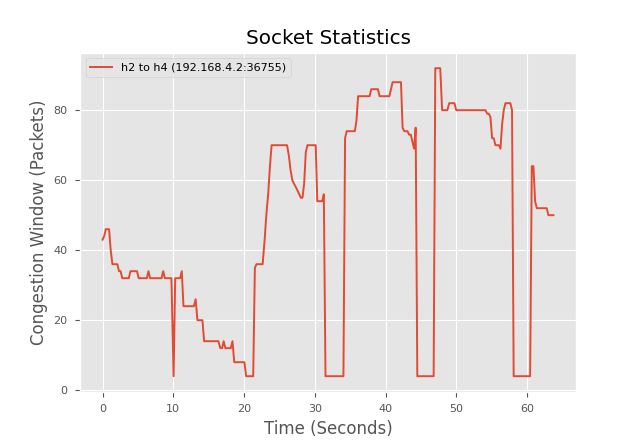 Socket Statistics
h2 to h4 (192.168.4.2:36755)
Congestion Window (Packets)
80
60
40
20
0
0 10 20 30 40 50 60
Time (Seconds)